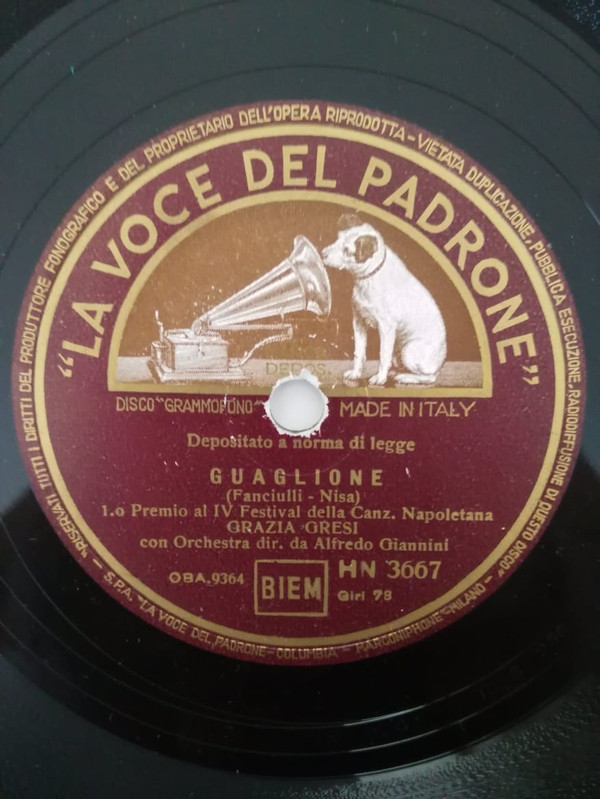 "RISERVATI TUTTI I DIRITTI DEL PRODUTTORE FONOGRAFICO E DEL PROPRIETARIO DELL'OPERA RIPRODOTTA - VIETATA DUPLICAZIONE, PUBBLICA ESECUZIONE, RADIODIFFUSIONE DI QUESTO DISCO"
"LA VOCE DEL PADRONE"
DEPOS.
DISCO "GRAMMOFONO" MADE IN ITALY
Depositato a norma di legge
GUAGLIONE
(Fanciulli - Nisa)
1.o Premio al IV Festival della Canz. Napoletana
GRAZIA GRESI
con Orchestra dir. da Alfredo Giannini
OBA.9364 BIEM HN 3667
Giri 78
- S.P.A. "LA VOCE DEL PADRONE - COLUMBIA - MARCONIPHONE" - MILANO -